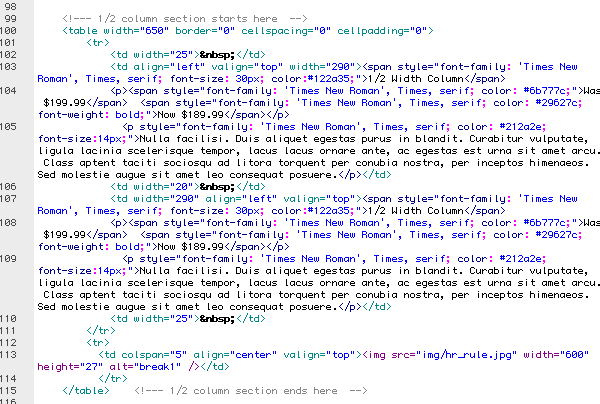 98
99 <!--- 1/2 column section starts here -->
100 <table width="650" border="0" cellspacing="0" cellpadding="0">
101 <tr>
102 <td width="25">&nbsp;</td>
103 <td align="left" valign="top" width="290"><span style="font-family: 'Times New
Roman', Times, serif; font-size: 30px; color:#122a35;">1/2 Width Column</span>
104 <p><span style="font-family: 'Times New Roman', Times, serif; color: #6b777c;">Was
$199.99</span> <span style="font-family: 'Times New Roman', Times, serif; color: #29627c;
font-weight: bold;">Now $189.99</span></p>
105 <p style="font-family: 'Times New Roman', Times, serif; color: #212a2e;
font-size:14px;">Nulla facilisi. Duis aliquet egestas purus in blandit. Curabitur vulputate,
ligula lacinia scelerisque tempor, lacus lacus ornare ante, ac egestas est urna sit amet arcu.
Class aptent taciti sociosqu ad litora torquent per conubia nostra, per inceptos himenaeos.
Sed molestie augue sit amet leo consequat posuere.</p></td>
106 <td width="20">&nbsp;</td>
107 <td width="290" align="left" valign="top"><span style="font-family: 'Times New
Roman', Times, serif; font-size: 30px; color:#122a35;">1/2 Width Column</span>
108 <p><span style="font-family: 'Times New Roman', Times, serif; color: #6b777c;">Was
$199.99</span> <span style="font-family: 'Times New Roman', Times, serif; color: #29627c;
font-weight: bold;">Now $189.99</span></p>
109 <p style="font-family: 'Times New Roman', Times, serif; color: #212a2e;
font-size:14px;">Nulla facilisi. Duis aliquet egestas purus in blandit. Curabitur vulputate,
ligula lacinia scelerisque tempor, lacus lacus ornare ante, ac egestas est urna sit amet arcu.
Class aptent taciti sociosqu ad litora torquent per conubia nostra, per inceptos himenaeos.
Sed molestie augue sit amet leo consequat posuere.</p></td>
110 <td width="25">&nbsp;</td>
111 </tr>
112 <tr>
113 <td colspan="5" align="center" valign="top"><img src="img/hr_rule.jpg" width="600"
height="27" alt="break1" /></td>
114 </tr>
115 </table> <!--- 1/2 column section ends here -->
116